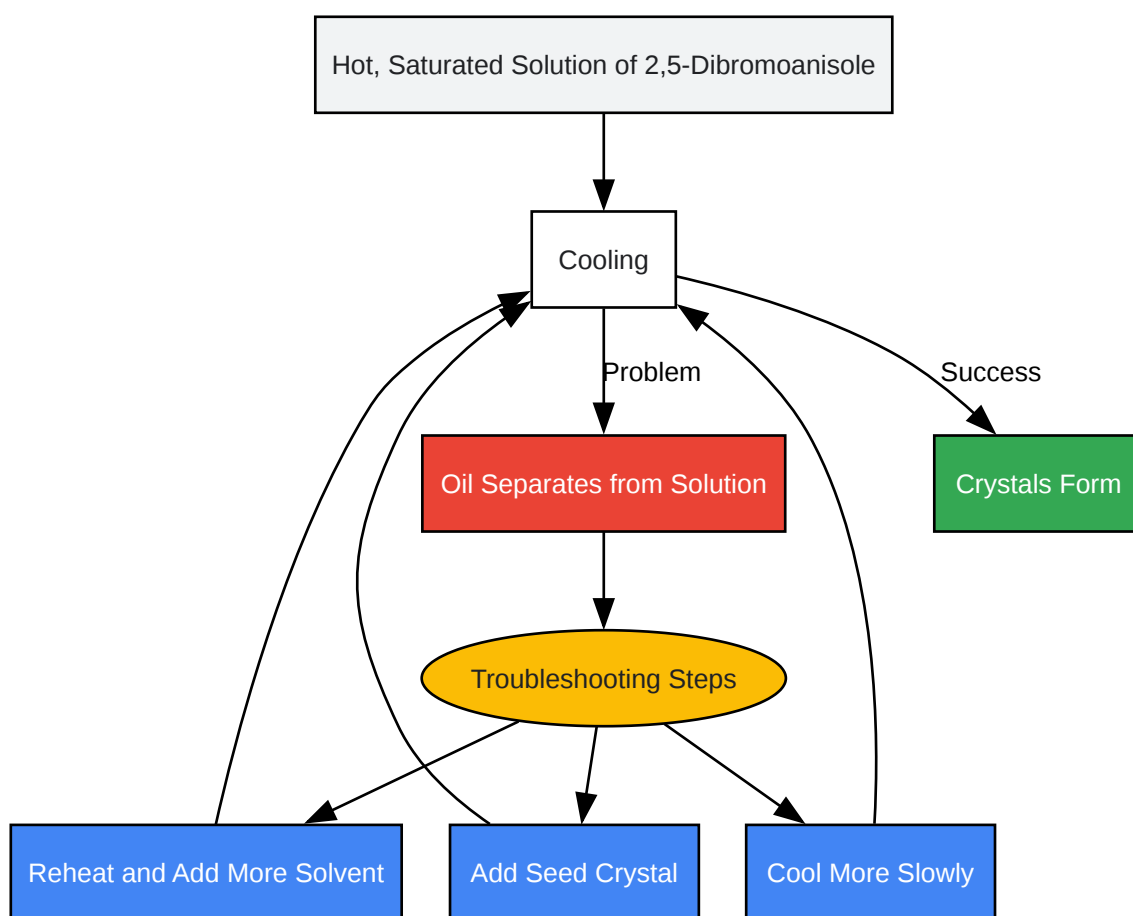 Hot, Saturated Solution of 2,5-Dibromoanisole
Cooling
Problem
Success
Oil Separates from Solution
Crystals Form
Troubleshooting Steps
Reheat and Add More Solvent
Add Seed Crystal
Cool More Slowly